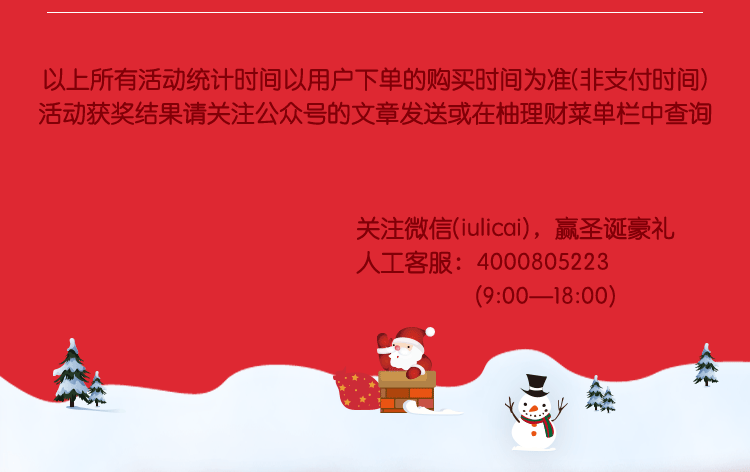 以上所有活动统计时间以用户下单的购买时间为准(非支付时间)
活动获奖结果请关注公众号的文章发送或在柚理财菜单栏中查询
关注微信(iulicai)，赢圣诞豪礼
人工客服：4000805223
(9:00—18:00)